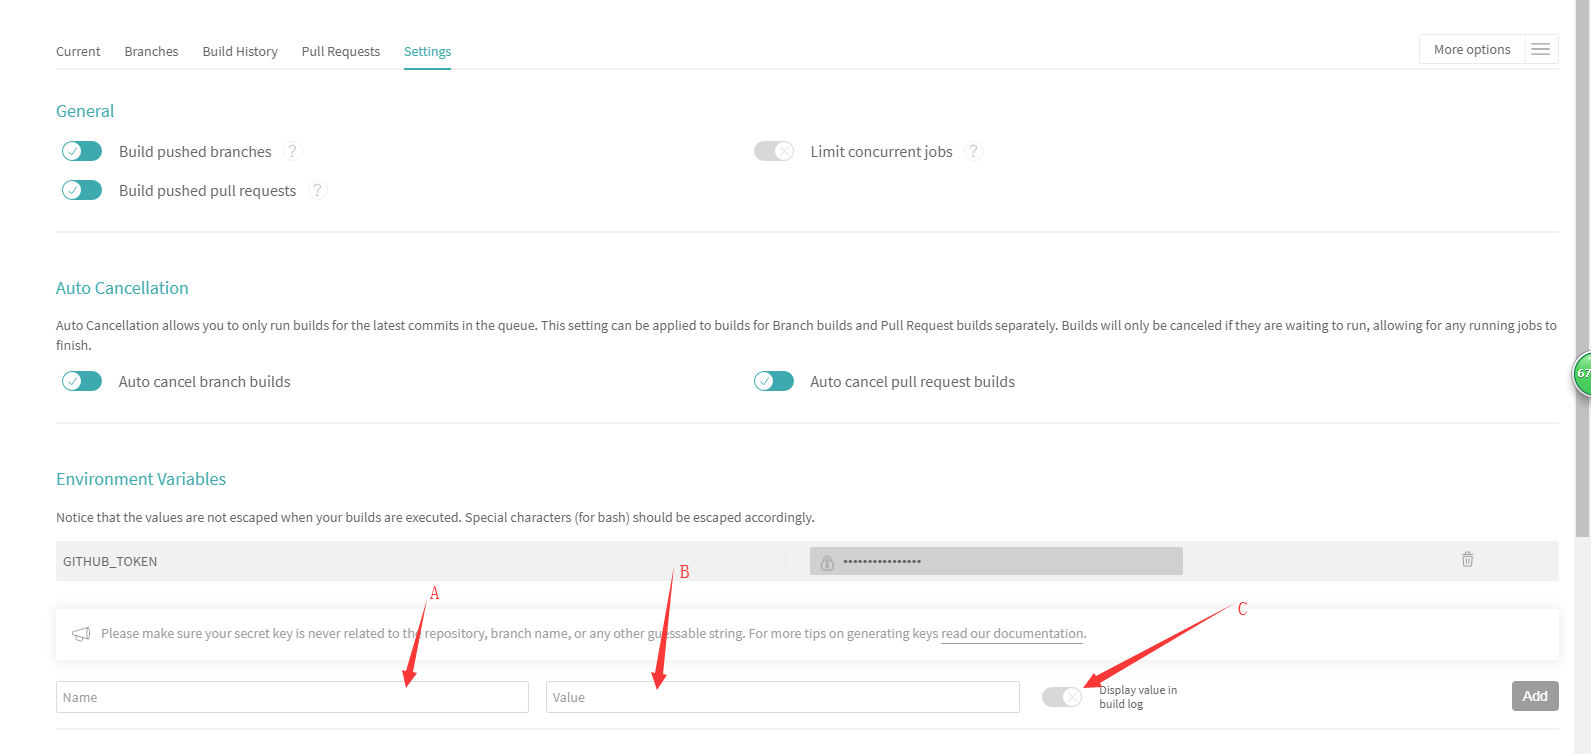 Current Branches Build History Pull Requests Settings More options
General
Build pushed branches ? Limit concurrent jobs ?
Build pushed pull requests ?
Auto Cancellation
Auto Cancellation allows you to only run builds for the latest commits in the queue. This setting can be applied to builds for Branch builds and Pull Request builds separately. Builds will only be canceled if they are waiting to run, allowing for any running jobs to
finish.
Auto cancel branch builds Auto cancel pull request builds
67
Environment Variables
Notice that the values are not escaped when your builds are executed. Special characters (for bash) should be escaped accordingly.
GITHUB_TOKEN ••••••••••••••••
B
A
C
Please make sure your secret key is never related to the repository, branch name, or any other guessable string. For more tips on generating keys read our documentation.
Name Value Display value in
build log
Add